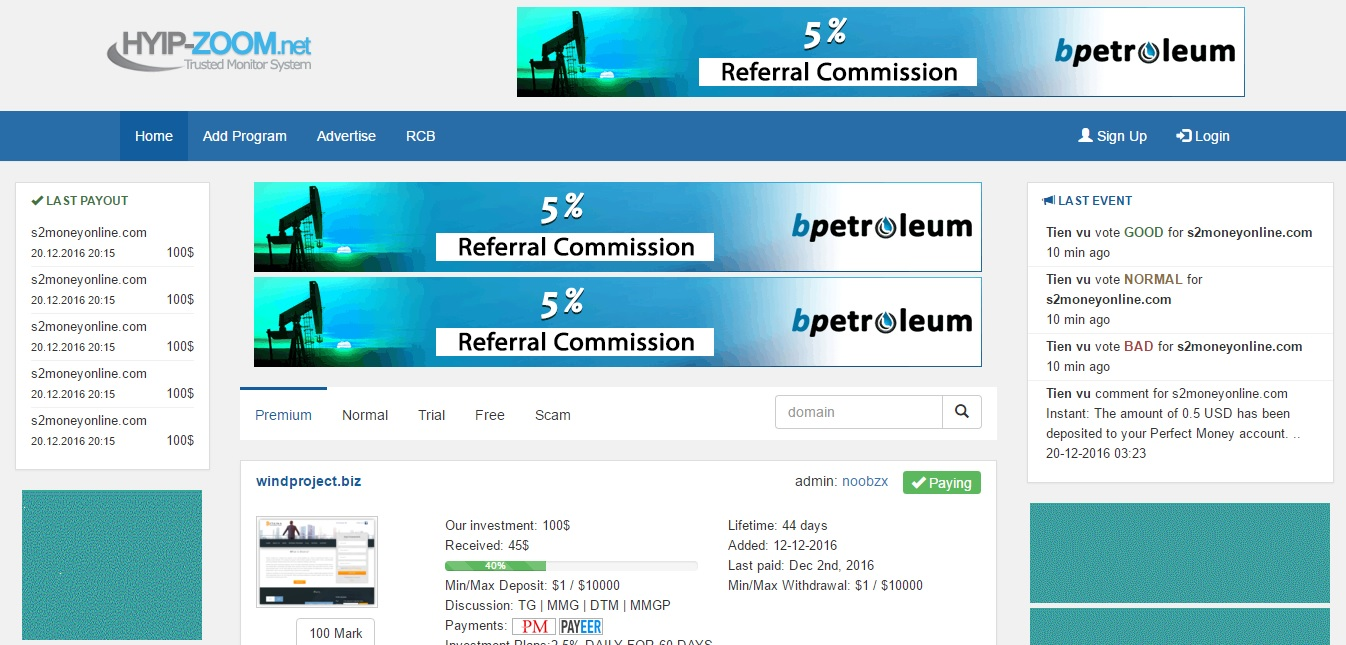 HYIP-ZOOM.net
Trusted Monitor System
5%
Referral Commission
bpetroleum
Home Add Program Advertise RCB Sign Up Login
LAST PAYOUT
s2moneyonline.com
20.12.2016 20:15 100$
s2moneyonline.com
20.12.2016 20:15 100$
s2moneyonline.com
20.12.2016 20:15 100$
s2moneyonline.com
20.12.2016 20:15 100$
s2moneyonline.com
20.12.2016 20:15 100$
5%
Referral Commission
bpetroleum
5%
Referral Commission
bpetroleum
Premium Normal Trial Free Scam domain
windproject.biz admin: noobzx Paying
Our investment: 100$
Received: 45$
40%
Min/Max Deposit: $1 / $10000
Discussion: TG | MMG | DTM | MMGP
Payments: PM PAYEER
Investment Plans:2.5% DAILY FOR 60 DAYS
Lifetime: 44 days
Added: 12-12-2016
Last paid: Dec 2nd, 2016
Min/Max Withdrawal: $1 / $10000
100 Mark
LAST EVENT
Tien vu vote GOOD for s2moneyonline.com
10 min ago
Tien vu vote NORMAL for
s2moneyonline.com
10 min ago
Tien vu vote BAD for s2moneyonline.com
10 min ago
Tien vu comment for s2moneyonline.com
Instant: The amount of 0.5 USD has been
deposited to your Perfect Money account. ..
20-12-2016 03:23